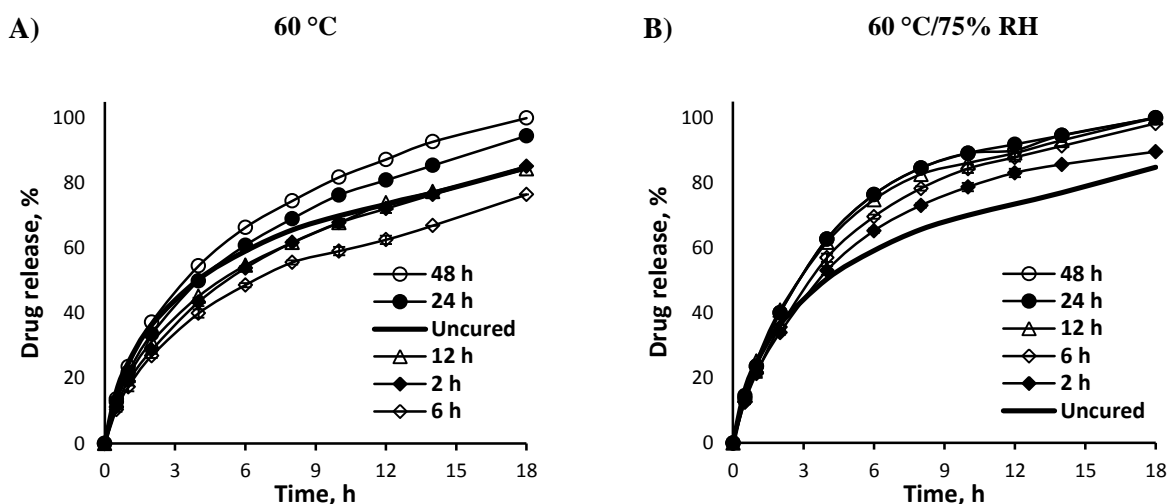 A)
60 °C
Drug release, %
100
80
60
40
20
0
0 3 6 9 12 15 18
Time, h
48 h
24 h
Uncured
12 h
2 h
6 h
B)
60 °C/75% RH
Drug release, %
100
80
60
40
20
0
0 3 6 9 12 15 18
Time, h
48 h
24 h
12 h
6 h
2 h
Uncured